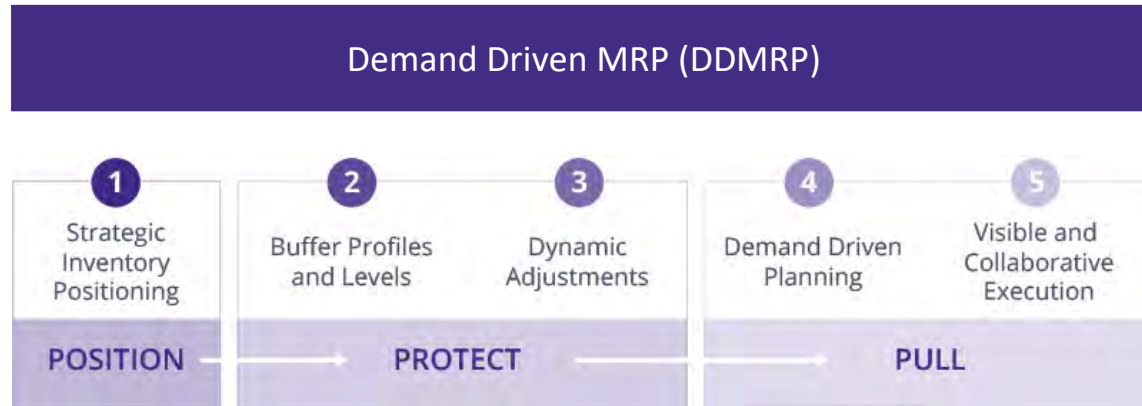 Demand Driven MRP (DDMRP)
1
Strategic
Inventory
Positioning
2
Buffer Profiles
and Levels
3
Dynamic
Adjustments
4
Demand Driven
Planning
5
Visible and
Collaborative
Execution
POSITION
PROTECT
PULL